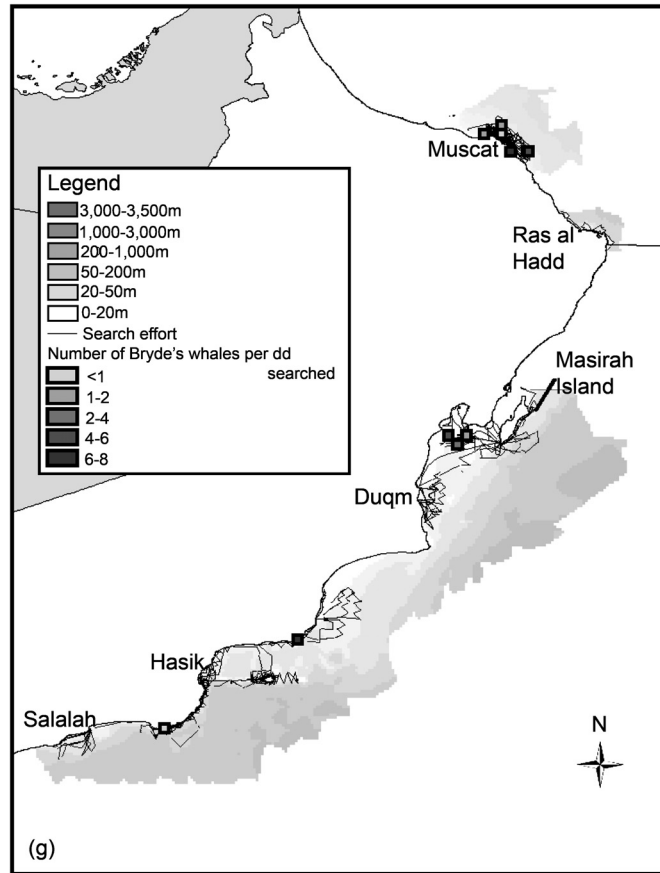 Muscat
Legend
3,000-3,500m
1,000-3,000m
200-1,000m
50-200m
20-50m
0-20m
Search effort
Number of Bryde's whales per dd
searched
<1
1-2
2-4
4-6
6-8
Ras al
Hadd
Masirah
Island
Duqm
Hasik
Salalah
N
(g)